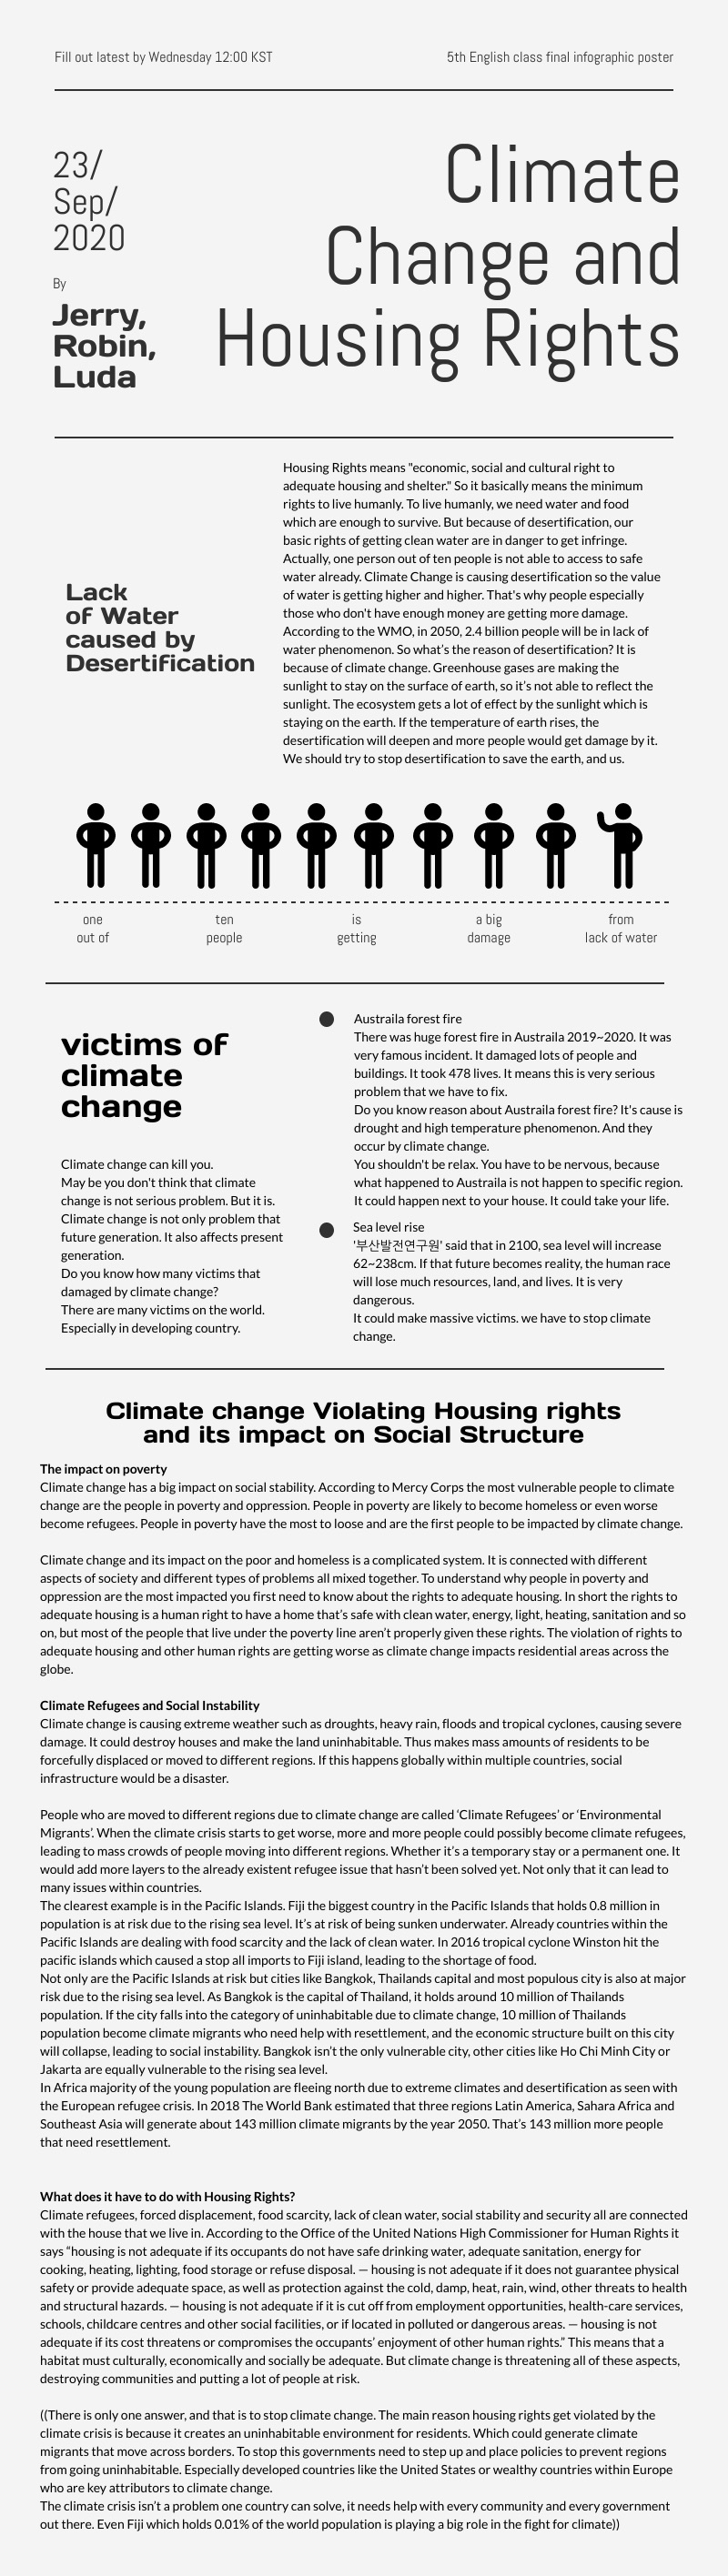 Fill out latest by Wednesday 12:00 KST
5th English class final infographic poster
23/
Sep/
2020
By
Jerry,
Robin,
Luda
Climate
Change and
Housing Rights
Lack
of Water
caused by
Desertification
Housing Rights means "economic, social and cultural right to
adequate housing and shelter." So it basically means the minimum
rights to live humanly. To live humanly, we need water and food
which are enough to survive. But because of desertification, our
basic rights of getting clean water are in danger to get infringe.
Actually, one person out of ten people is not able to access to safe
water already. Climate Change is causing desertification so the value
of water is getting higher and higher. That's why people especially
those who don't have enough money are getting more damage.
According to the WMO, in 2050, 2.4 billion people will be in lack of
water phenomenon. So what's the reason of desertification? It is
because of climate change. Greenhouse gases are making the
sunlight to stay on the surface of earth, so it's not able to reflect the
sunlight. The ecosystem gets a lot of effect by the sunlight which is
staying on the earth. If the temperature of earth rises, the
desertification will deepen and more people would get damage by it.
We should try to stop desertification to save the earth, and us.
one
out of
ten
people
is
getting
a big
damage
from
lack of water
victims of
climate
change
Climate change can kill you.
May be you don't think that climate
change is not serious problem. But it is.
Climate change is not only problem that
future generation. It also affects present
generation.
Do you know how many victims that
damaged by climate change?
There are many victims on the world.
Especially in developing country.
Austraila forest fire
There was huge forest fire in Austraila 2019~2020. It was
very famous incident. It damaged lots of people and
buildings. It took 478 lives. It means this is very serious
problem that we have to fix.
Do you know reason about Austraila forest fire? It's cause is
drought and high temperature phenomenon. And they
occur by climate change.
You shouldn't be relax. You have to be nervous, because
what happened to Austraila is not happen to specific region.
It could happen next to your house. It could take your life.
Sea level rise
'부산발전연구원' said that in 2100, sea level will increase
62~238cm. If that future becomes reality, the human race
will lose much resources, land, and lives. It is very
dangerous.
It could make massive victims. we have to stop climate
change.
Climate change Violating Housing rights
and its impact on Social Structure
The impact on poverty
Climate change has a big impact on social stability. According to Mercy Corps the most vulnerable people to climate
change are the people in poverty and oppression. People in poverty are likely to become homeless or even worse
become refugees. People in poverty have the most to loose and are the first people to be impacted by climate change.
Climate change and its impact on the poor and homeless is a complicated system. It is connected with different
aspects of society and different types of problems all mixed together. To understand why people in poverty and
oppression are the most impacted you first need to know about the rights to adequate housing. In short the rights to
adequate housing is a human right to have a home that's safe with clean water, energy, light, heating, sanitation and so
on, but most of the people that live under the poverty line aren't properly given these rights. The violation of rights to
adequate housing and other human rights are getting worse as climate change impacts residential areas across the
globe.
Climate Refugees and Social Instability
Climate change is causing extreme weather such as droughts, heavy rain, floods and tropical cyclones, causing severe
damage. It could destroy houses and make the land uninhabitable. Thus makes mass amounts of residents to be
forcefully displaced or moved to different regions. If this happens globally within multiple countries, social
infrastructure would be a disaster.
People who are moved to different regions due to climate change are called 'Climate Refugees' or 'Environmental
Migrants'. When the climate crisis starts to get worse, more and more people could possibly become climate refugees,
leading to mass crowds of people moving into different regions. Whether it's a temporary stay or a permanent one. It
would add more layers to the already existent refugee issue that hasn't been solved yet. Not only that it can lead to
many issues within countries.
The clearest example is in the Pacific Islands. Fiji the biggest country in the Pacific Islands that holds 0.8 million in
population is at risk due to the rising sea level. It's at risk of being sunken underwater. Already countries within the
Pacific Islands are dealing with food scarcity and the lack of clean water. In 2016 tropical cyclone Winston hit the
pacific islands which caused a stop all imports to Fiji island, leading to the shortage of food.
Not only are the Pacific Islands at risk but cities like Bangkok, Thailands capital and most populous city is also at major
risk due to the rising sea level. As Bangkok is the capital of Thailand, it holds around 10 million of Thailands
population. If the city falls into the category of uninhabitable due to climate change, 10 million of Thailands
population become climate migrants who need help with resettlement, and the economic structure built on this city
will collapse, leading to social instability. Bangkok isn't the only vulnerable city, other cities like Ho Chi Minh City or
Jakarta are equally vulnerable to the rising sea level.
In Africa majority of the young population are fleeing north due to extreme climates and desertification as seen with
the European refugee crisis. In 2018 The World Bank estimated that three regions Latin America, Sahara Africa and
Southeast Asia will generate about 143 million climate migrants by the year 2050. That's 143 million more people
that need resettlement.
What does it have to do with Housing Rights?
Climate refugees, forced displacement, food scarcity, lack of clean water, social stability and security all are connected
with the house that we live in. According to the Office of the United Nations High Commissioner for Human Rights it
says "housing is not adequate if its occupants do not have safe drinking water, adequate sanitation, energy for
cooking, heating, lighting, food storage or refuse disposal. — housing is not adequate if it does not guarantee physical
safety or provide adequate space, as well as protection against the cold, damp, heat, rain, wind, other threats to health
and structural hazards. — housing is not adequate if it is cut off from employment opportunities, health-care services,
schools, childcare centres and other social facilities, or if located in polluted or dangerous areas. — housing is not
adequate if its cost threatens or compromises the occupants' enjoyment of other human rights." This means that a
habitat must culturally, economically and socially be adequate. But climate change is threatening all of these aspects,
destroying communities and putting a lot of people at risk.
((There is only one answer, and that is to stop climate change. The main reason housing rights get violated by the
climate crisis is because it creates an uninhabitable environment for residents. Which could generate climate
migrants that move across borders. To stop this governments need to step up and place policies to prevent regions
from going uninhabitable. Especially developed countries like the United States or wealthy countries within Europe
who are key attributors to climate change.
The climate crisis isn't a problem one country can solve, it needs help with every community and every government
out there. Even Fiji which holds 0.01% of the world population is playing a big role in the fight for climate))